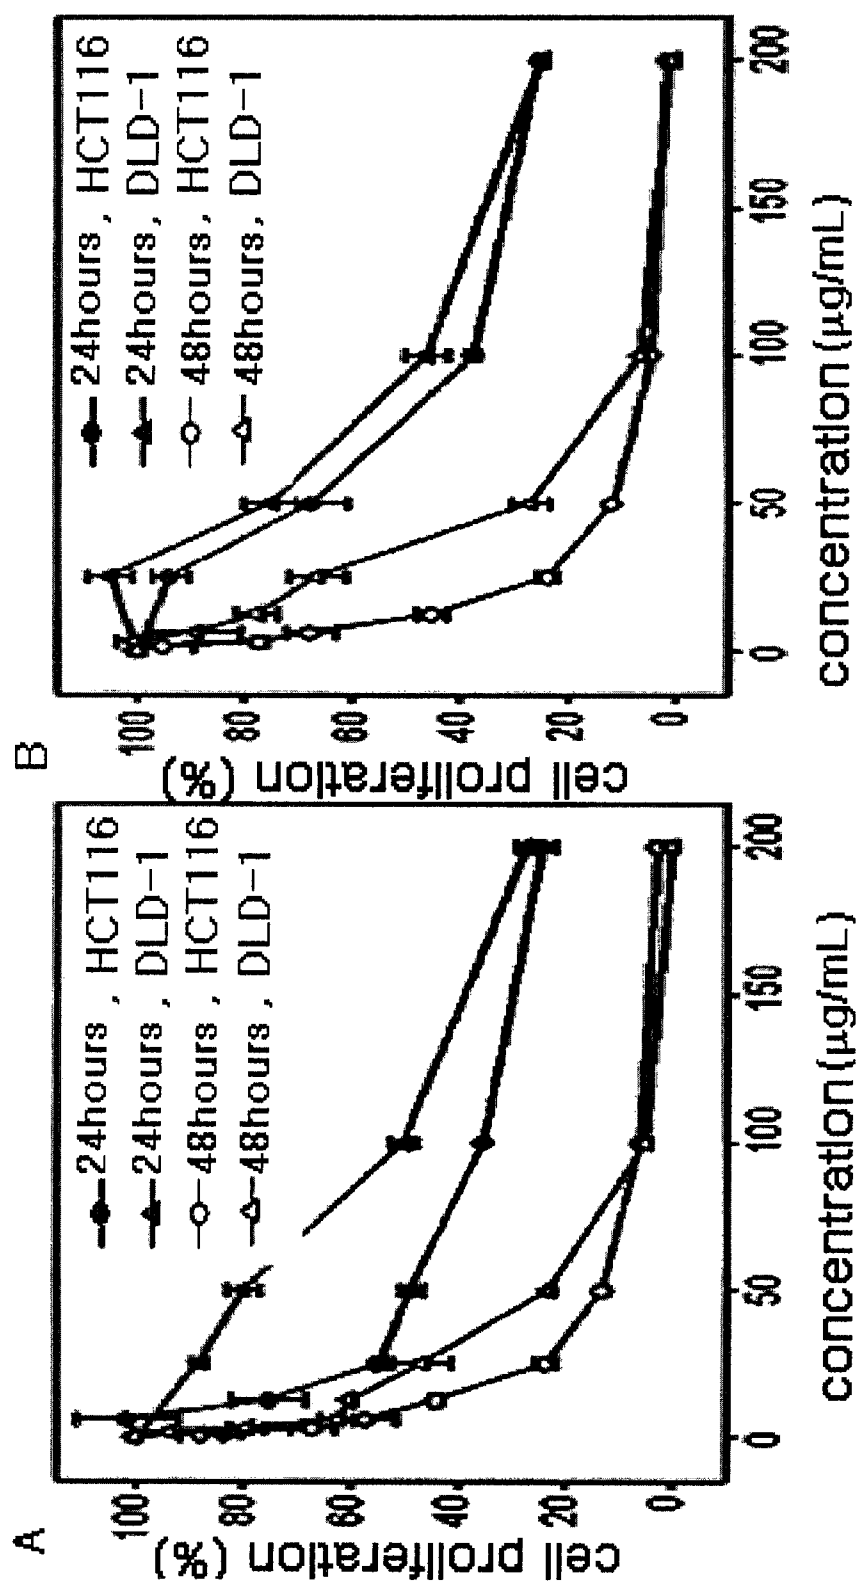 A
24hours, HCT116
24hours, DLD-1
48hours, HCT116
48hours, DLD-1
cell proliferation (%)
100
80
60
40
20
0
0
50
100
150
200
concentration (µg/mL)
B
24hours, HCT116
24hours, DLD-1
48hours, HCT116
48hours, DLD-1
cell proliferation (%)
100
80
60
40
20
0
0
50
100
150
200
concentration (µg/mL)